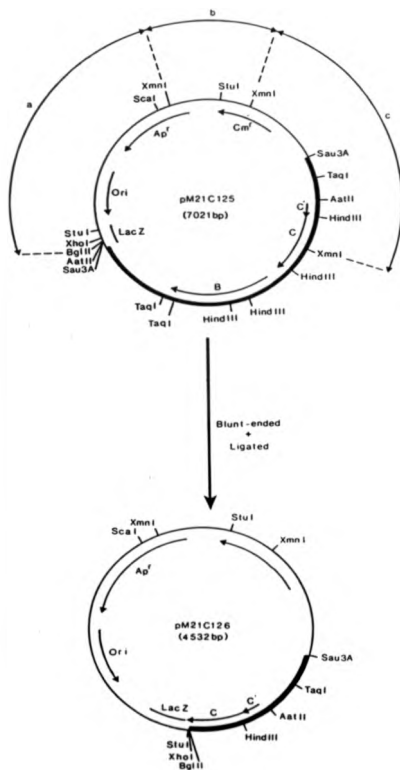 b
a
c
XmnI
ScaI
StuI
XmnI
Ap^r
Cm^r
Sau3A
TaqI
AatII
HindIII
XmnI
HindIII
C'
C
Ori
pM21C125
(7021bp)
LacZ
StuI
XhoI
BglII
AatII
Sau3A
B
TaqI
TaqI
HindIII
HindIII
Blunt-ended
+
Ligated
XmnI
ScaI
StuI
XmnI
Ap^r
pM21C126
(4532bp)
Ori
Sau3A
TaqI
AatII
HindIII
LacZ
C
C'
StuI
XhoI
BglII